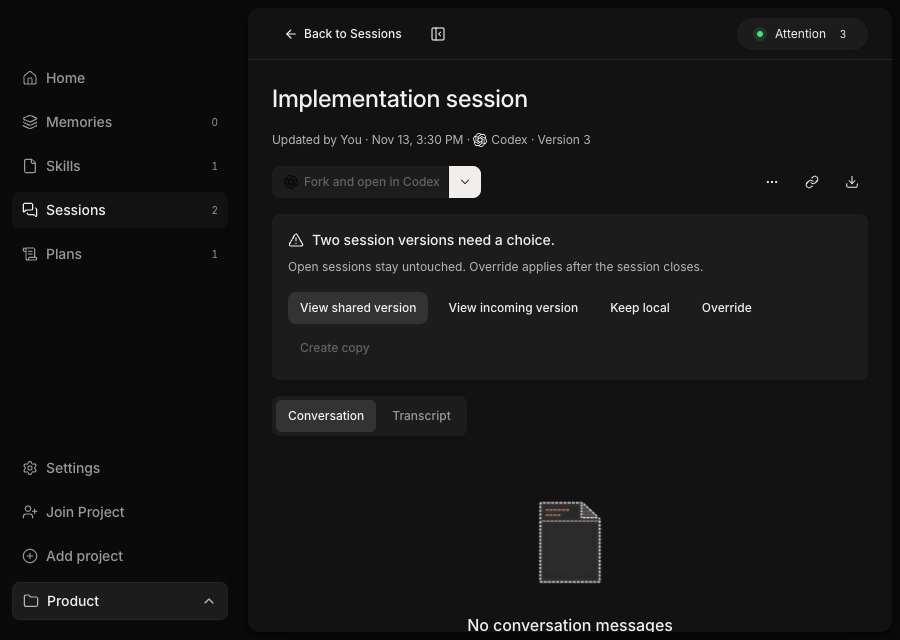 Home
Memories 0
Skills 1
Sessions 2
Plans 1
Settings
Join Project
Add project
Product
Back to Sessions
Attention 3
Implementation session
Updated by You · Nov 13, 3:30 PM · Codex · Version 3
Fork and open in Codex
Two session versions need a choice.
Open sessions stay untouched. Override applies after the session closes.
View shared version View incoming version Keep local Override
Create copy
Conversation Transcript
No conversation messages